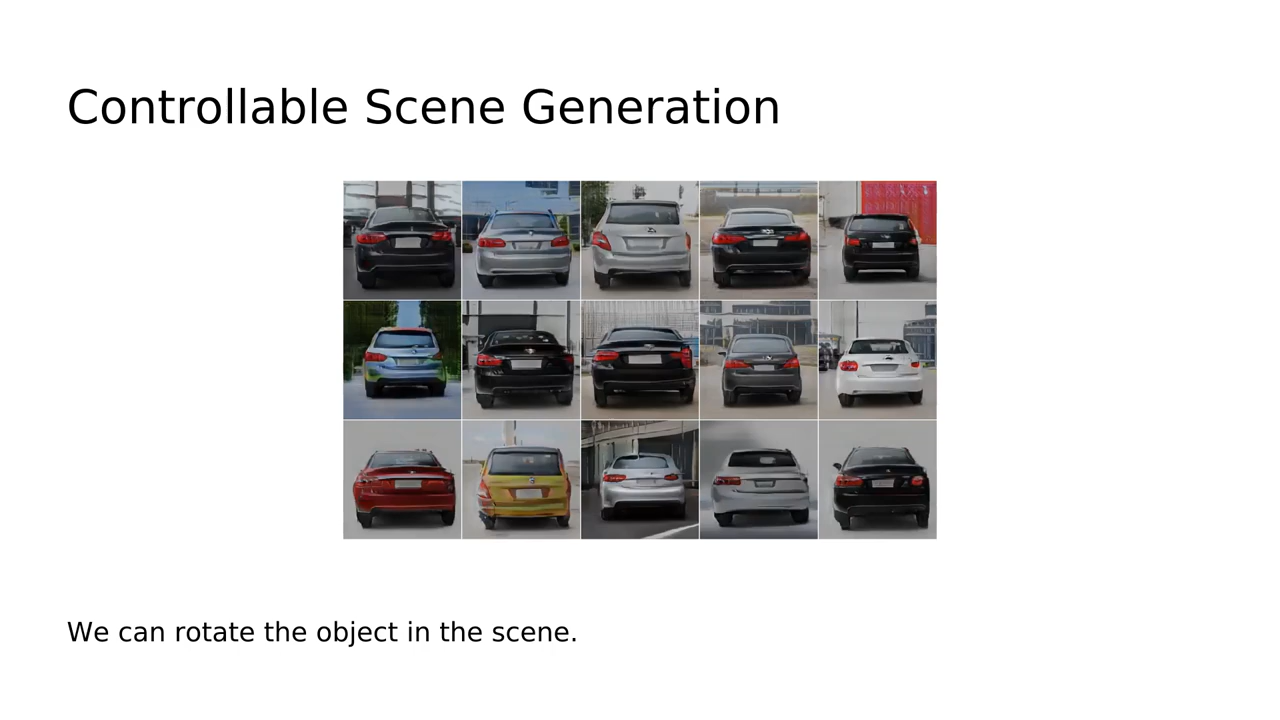 Controllable Scene Generation
We can rotate the object in the scene.